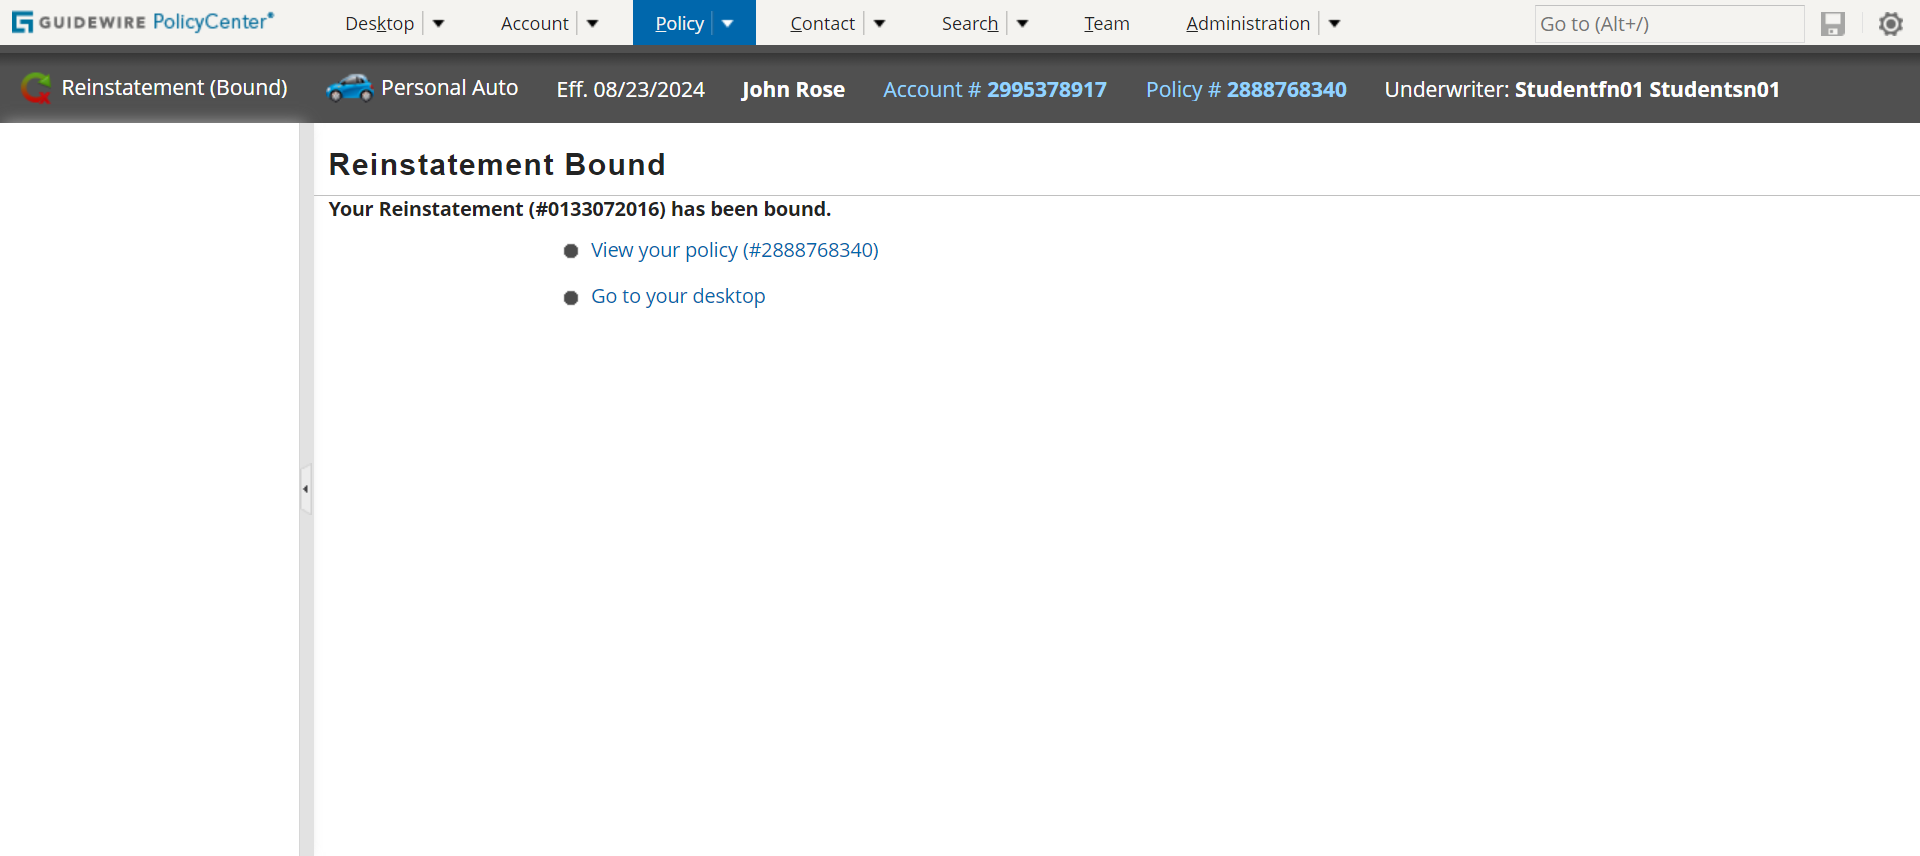 GUIDEWIRE PolicyCenter® Desktop Account Policy Contact Search Team Administration Go to (Alt+/)
Reinstatement (Bound) Personal Auto Eff. 08/23/2024 John Rose Account # 2995378917 Policy # 2888768340 Underwriter: Studentfn01 Studentsn01
Reinstatement Bound
Your Reinstatement (#0133072016) has been bound.
View your policy (#2888768340)
Go to your desktop